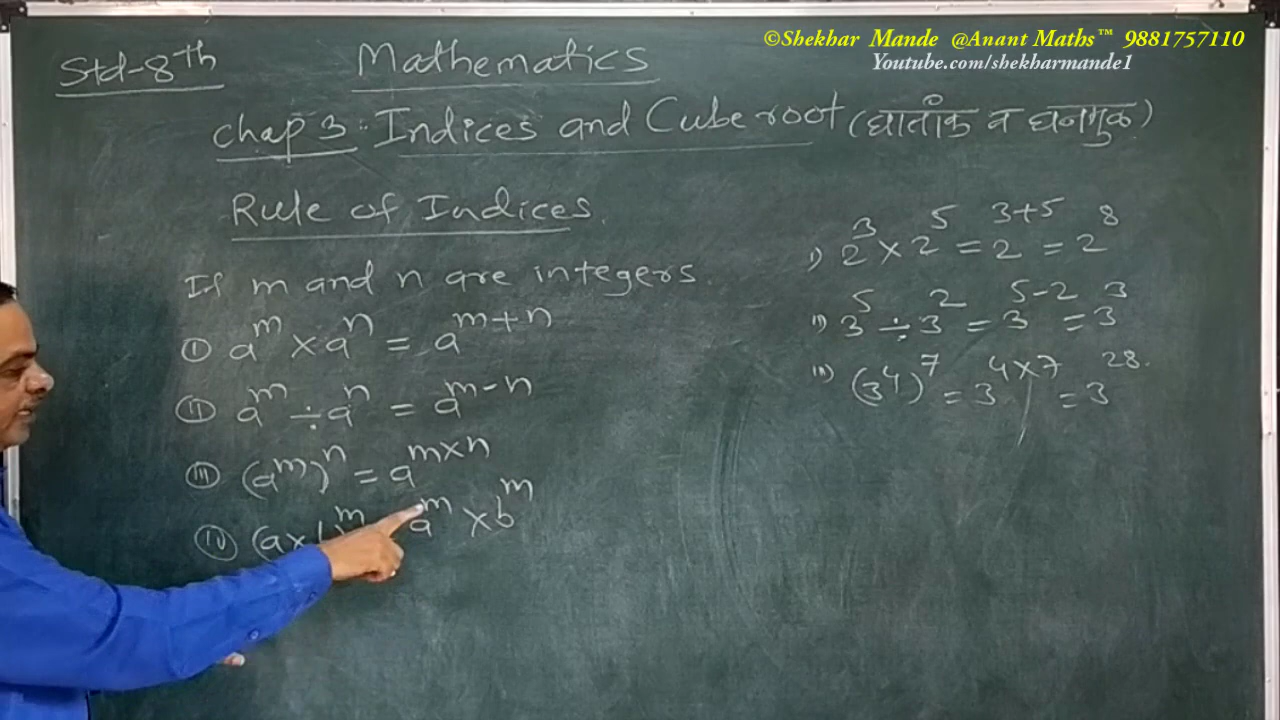 ©Shekhar Mande @Anant Maths™ 9881757110
Youtube.com/shekharmande1
Std-8th Mathematics
Chap 3: Indices and Cube root (घातांक व घनमुळ)
Rule of Indices.
If m and n are integers.
(i) a^m × a^n = a^(m+n)
(ii) a^m ÷ a^n = a^(m-n)
(iii) (a^m)^n = a^(m×n)
(iv) (a× )^m a^m × b^m
i) 2^3 × 2^5 = 2^(3+5) = 2^8
ii) 3^5 ÷ 3^2 = 3^(5-2) = 3^3
iii) (3^4)^7 = 3^(4×7) = 3^28.